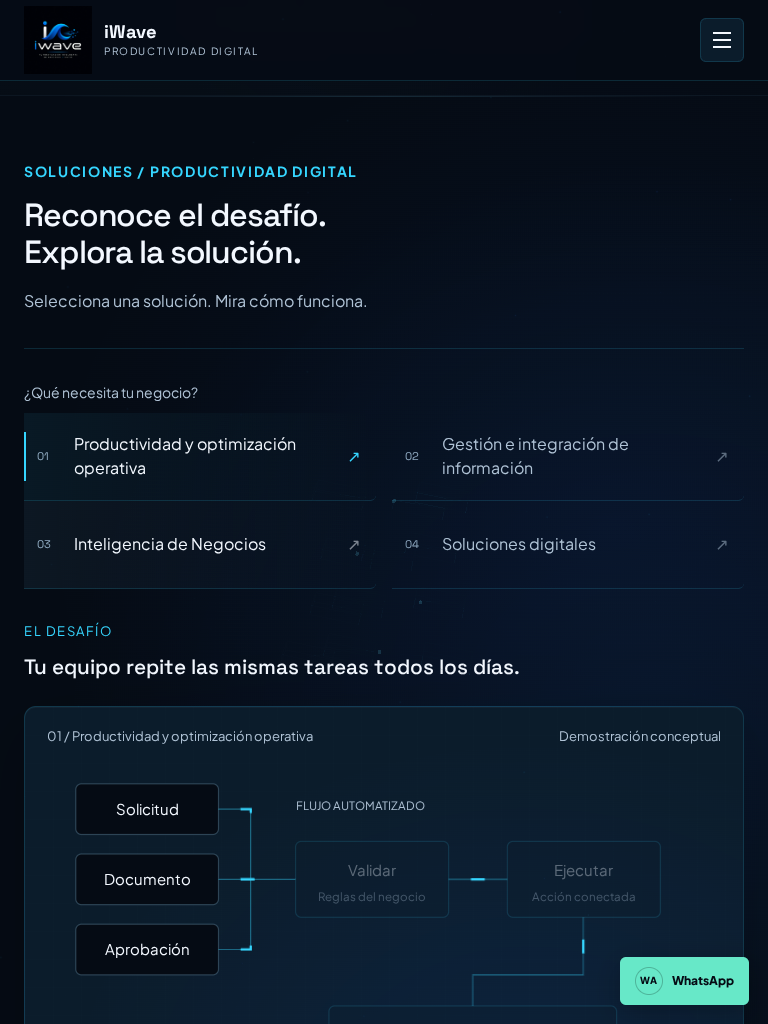 iwave
iWave
PRODUCTIVIDAD DIGITAL
SOLUCIONES / PRODUCTIVIDAD DIGITAL
Reconoce el desafío.
Explora la solución.
Selecciona una solución. Mira cómo funciona.
¿Qué necesita tu negocio?
01 Productividad y optimización
operativa ↗
02 Gestión e integración de
información ↗
03 Inteligencia de Negocios ↗
04 Soluciones digitales ↗
EL DESAFÍO
Tu equipo repite las mismas tareas todos los días.
01 / Productividad y optimización operativa
Demostración conceptual
Solicitud
FLUJO AUTOMATIZADO
Documento
Validar
Reglas del negocio
Ejecutar
Acción conectada
Aprobación
WA WhatsApp